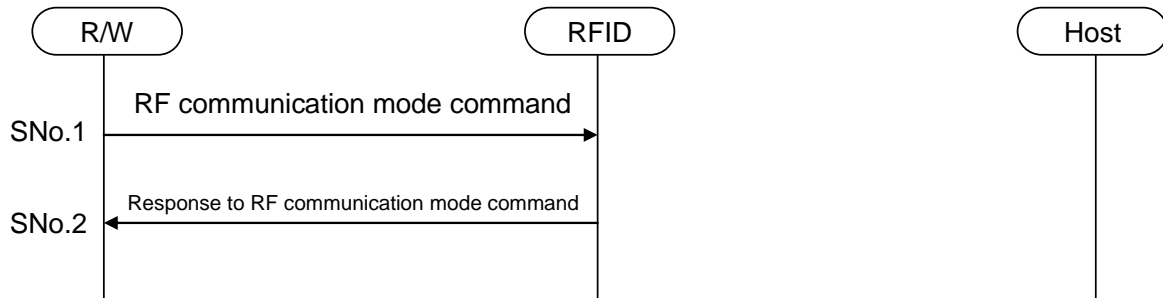 R/W
RFID
Host
RF communication mode command
SNo.1
Response to RF communication mode command
SNo.2